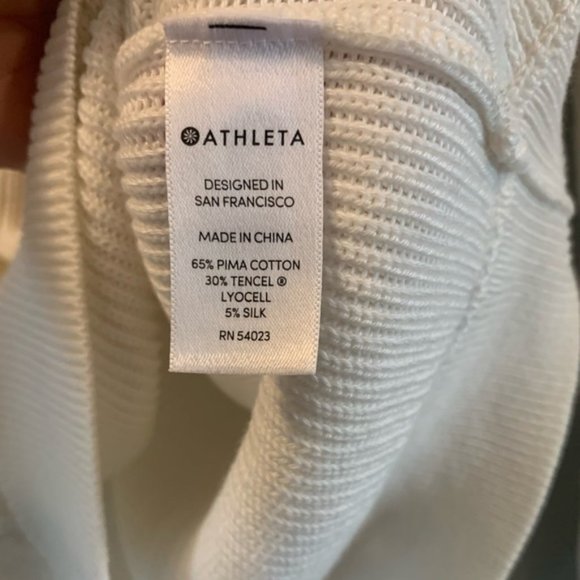 ATHLETA
DESIGNED IN
SAN FRANCISCO
MADE IN CHINA
65% PIMA COTTON
30% TENCEL ®
LYOCELL
5% SILK
RN 54023